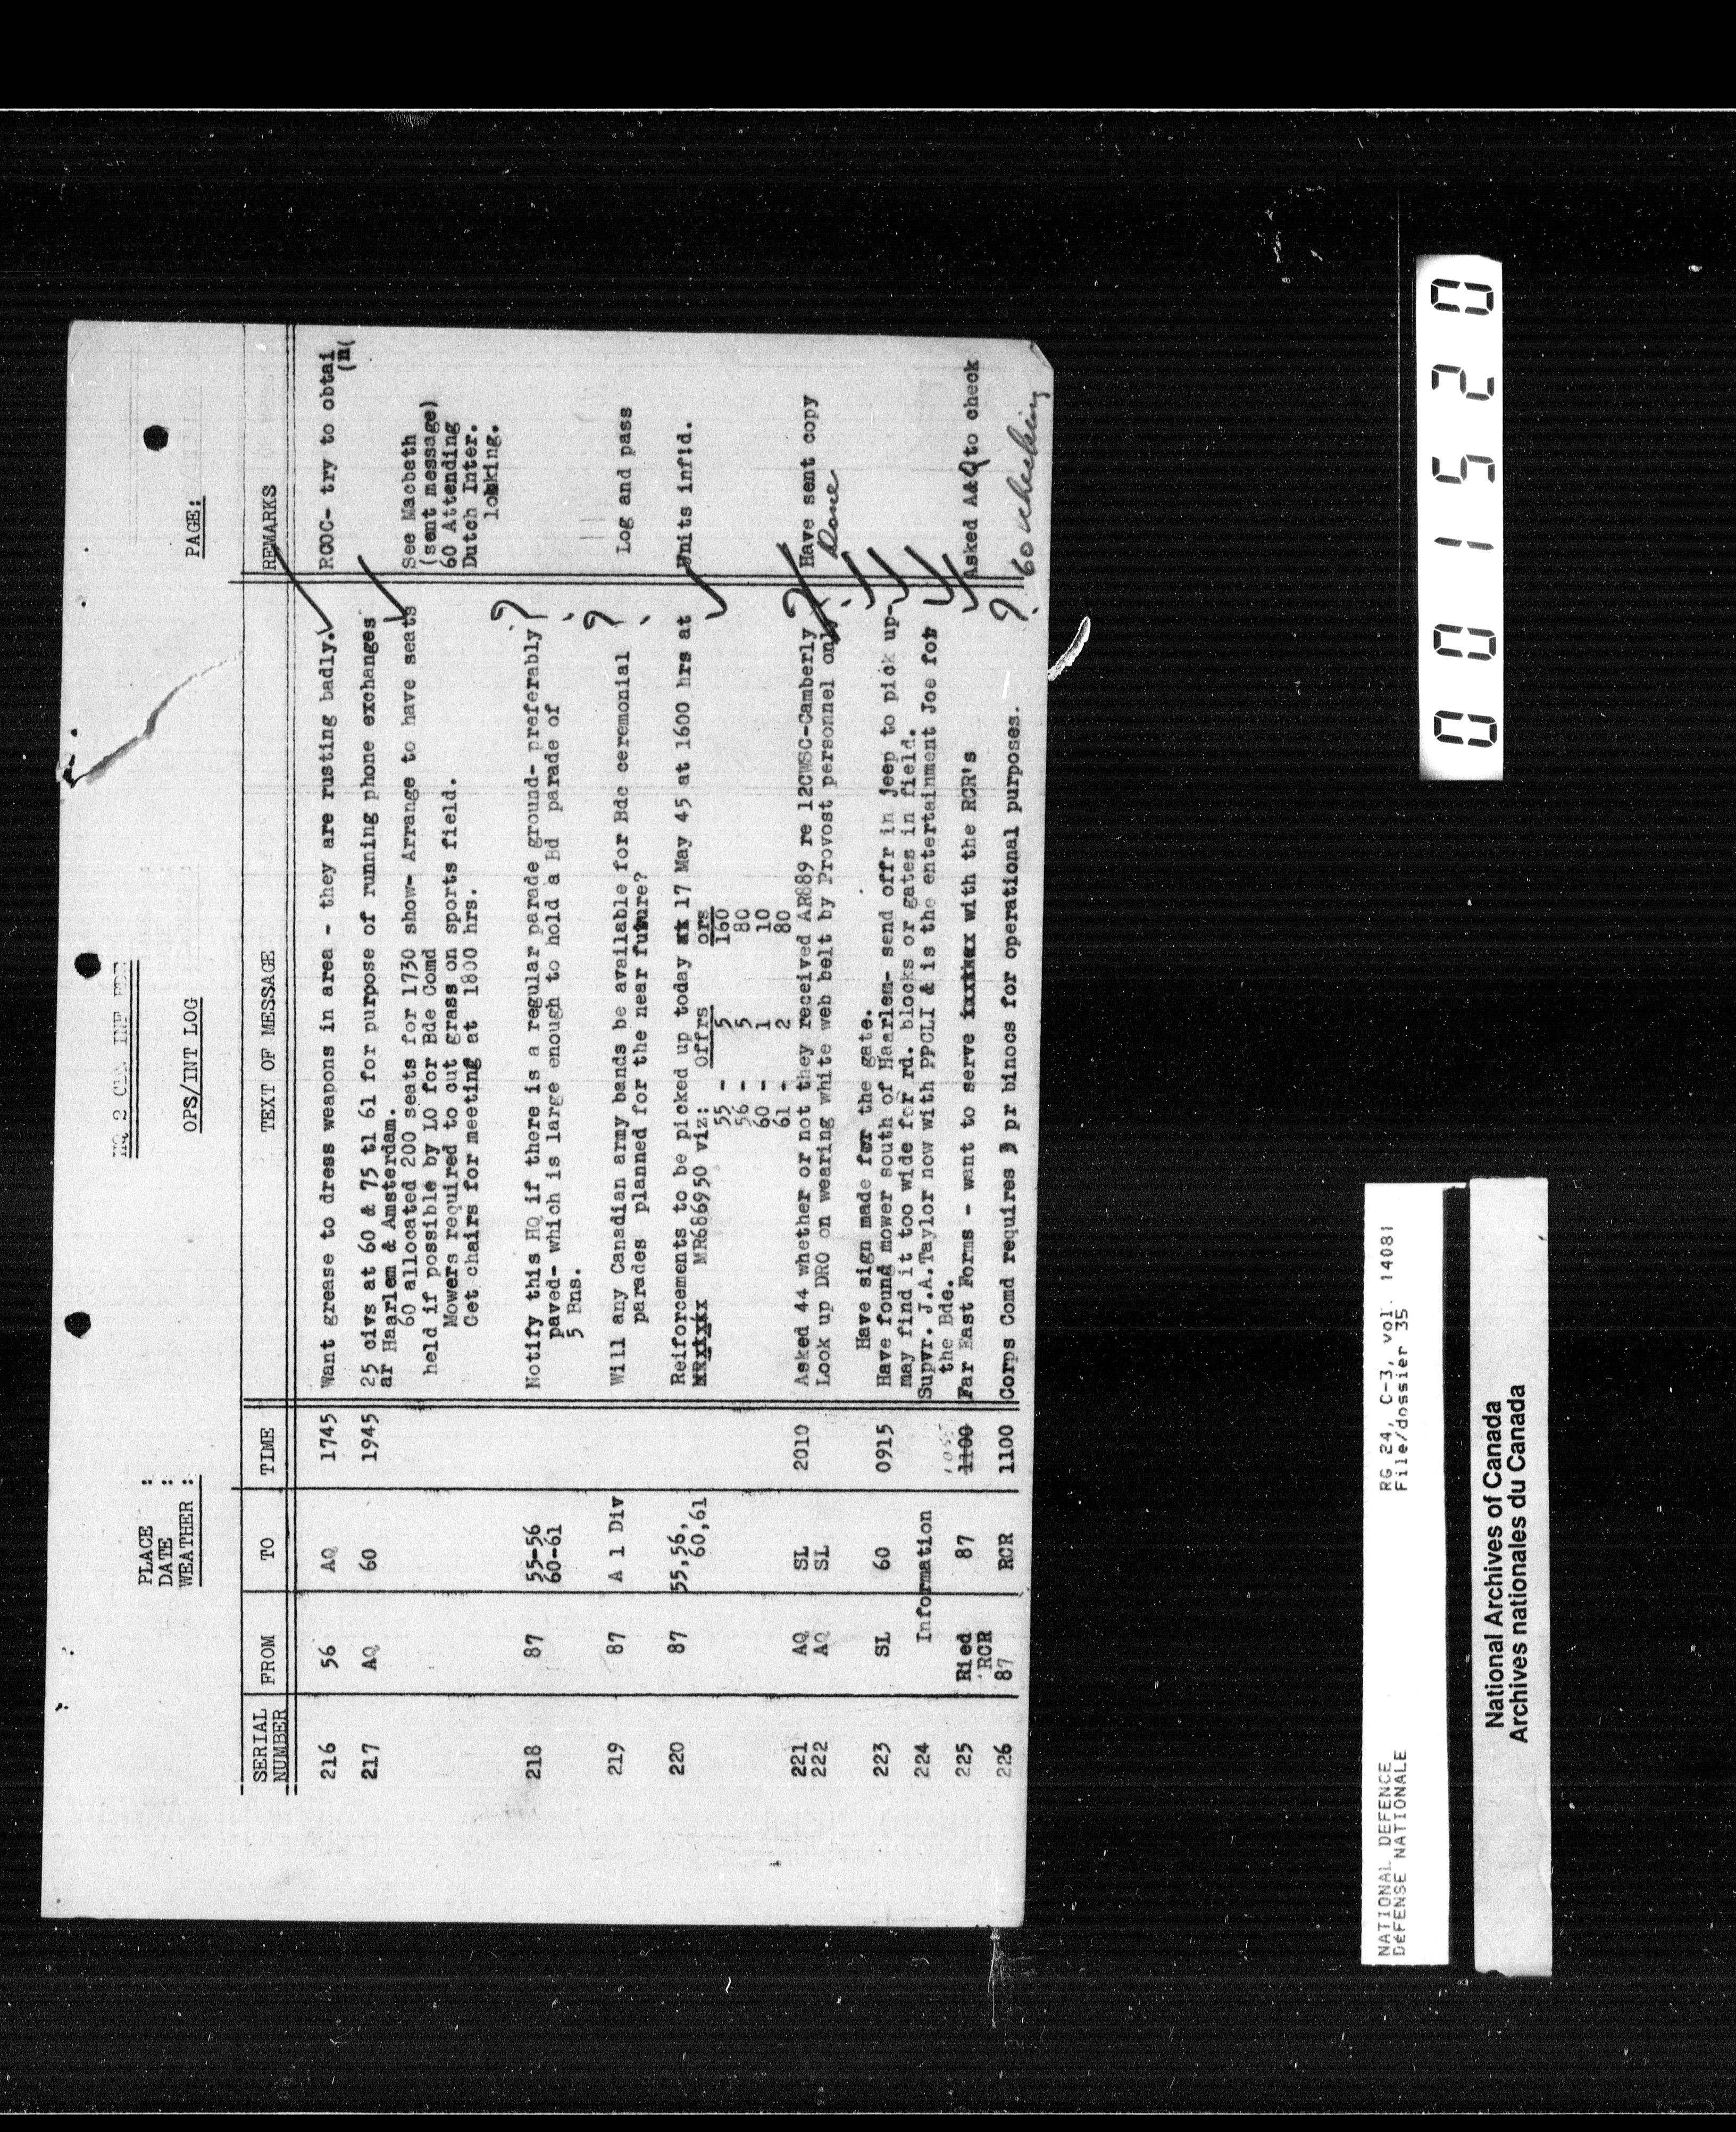 HQ 2 CDN INF BDE
OPS/INT LOG
PAGE:
PLACE :
DATE :
WEATHER :
SERIAL NUMBER FROM TO TIME TEXT OF MESSAGE REMARKS
216 56 AQ 1745 Want grease to dress weapons in area - they are rusting badly. RCOC- try to obtai
(n(
217 AQ 60 1945 25 civs at 60 & 75 tl 61 for purpose of running phone exchanges
ar Haarlem & Amsterdam.
60 allocated 200 seats for 1730 show- Arrange to have seats See Macbeth
held if possible by LO for Bde Comd (sent message)
Mowers required to cut grass on sports field. 60 Attending
Get chairs for meeting at 1800 hrs. Dutch Inter.
looking.
218 87 55-56 Notify this HQ if there is a regular parade ground- preferably ?
60-61 paved- which is large enough to hold a Bd parade of
5 Bns.
219 87 A 1 Div Will any Canadian army bands be available for Bde ceremonial ? Log and pass
parades planned for the near future?
220 87 55,56, Reiforcements to be picked up today xx 17 May 45 at 1600 hrs at Units infid.
60,61 MRxxxxx MR686950 viz: Offrs ors
55 - 5 160
56 - 5 80
60 - 1 10
61 - 2 80
221 AQ SL 2010 Asked 44 whether or not they received AR889 re 12CWSC-Camberly ? Have sent copy
222 AQ SL Look up DRO on wearing white web belt by Provost personnel only. Done
Have sign made for the gate.
223 SL 60 0915 Have found mower south of Haarlem- send offr in jeep to pick up-
may find it too wide for rd. blocks or gates in field.
224 Information Supvr. J.A.Taylor now with PPCLI & is the entertainment Joe for
the Bde.
225 Ried 87 1100 Far East Forms - want to serve xxxxxxx with the RCR's Asked A&Q to check
RCR
226 87 RCR 1100 Corps Comd requires pr binocs for operational purposes. ? 60 checking
0 0 1 5 2 0
NATIONAL DEFENCE RG 24, C-3, vol. 14081
DÉFENSE NATIONALE File/dossier 35
National Archives of Canada
Archives nationales du Canada